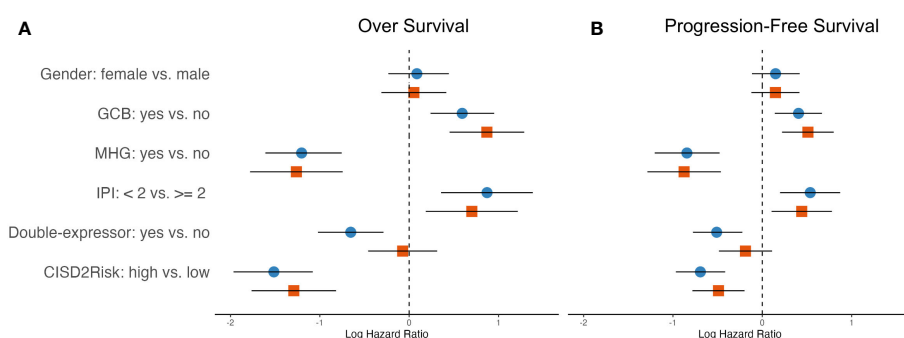 A
Over Survival
B
Progression-Free Survival
Gender: female vs. male
GCB: yes vs. no
MHG: yes vs. no
IPI: < 2 vs. >= 2
Double-expressor: yes vs. no
CISD2Risk: high vs. low
-2 -1 0 1
Log Hazard Ratio
-2 -1 0 1
Log Hazard Ratio